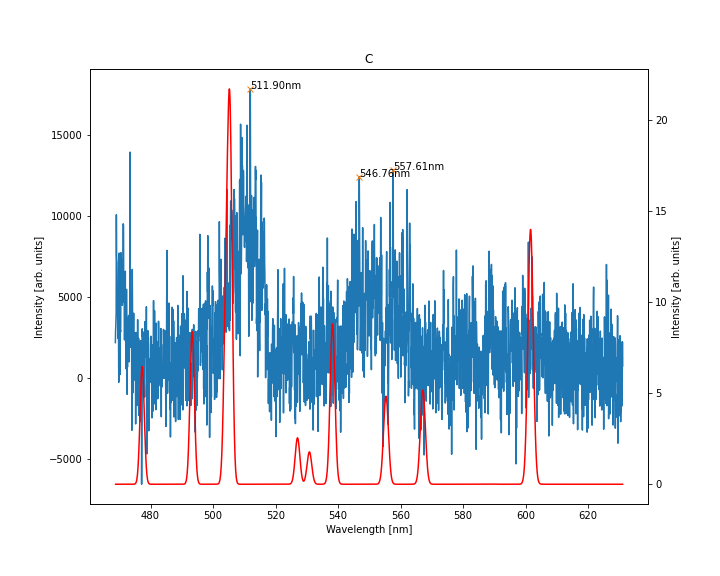 C
511.90nm
557.61nm
546.76nm
15000
10000
5000
0
−5000
20
15
10
5
0
Intensity [arb. units]
Intensity [arb. units]
480
500
520
540
560
580
600
620
Wavelength [nm]